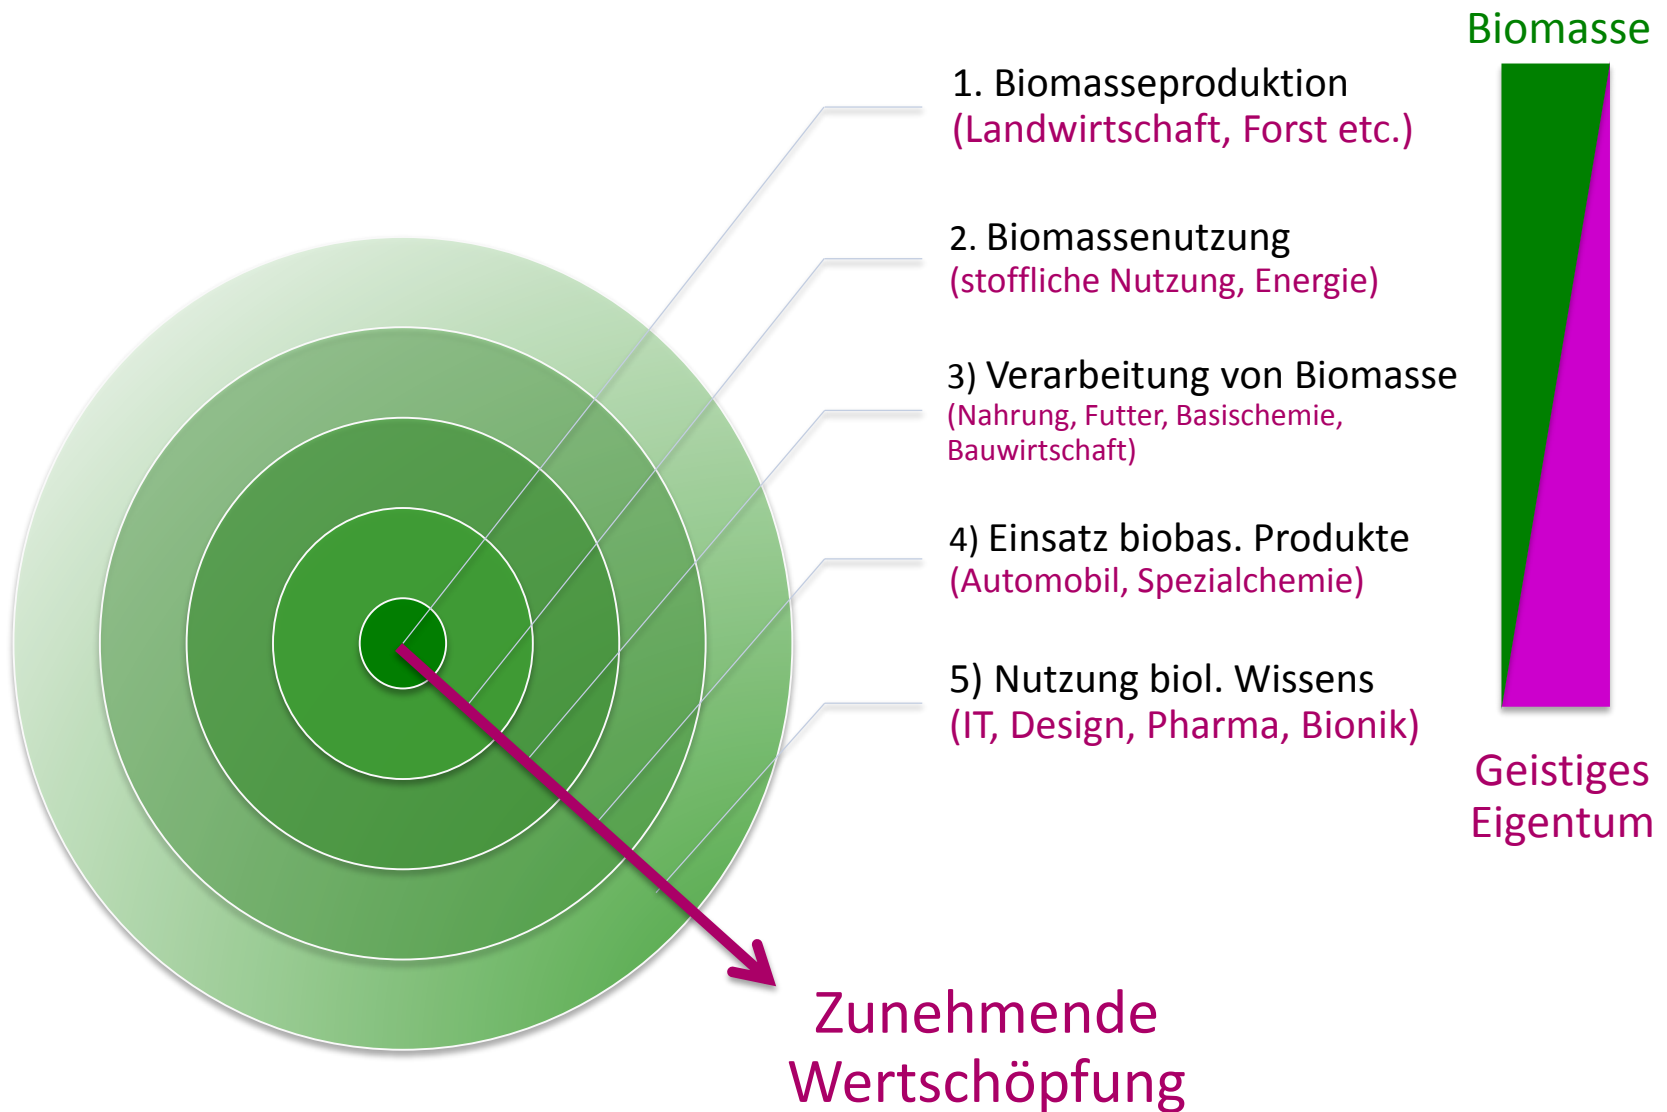 Biomasse
1. Biomasseproduktion
(Landwirtschaft, Forst etc.)
2. Biomassenutzung
(stoffliche Nutzung, Energie)
3) Verarbeitung von Biomasse
(Nahrung, Futter, Basischemie,
Bauwirtschaft)
4) Einsatz biobas. Produkte
(Automobil, Spezialchemie)
5) Nutzung biol. Wissens
(IT, Design, Pharma, Bionik)
Geistiges
Eigentum
Zunehmende
Wertschöpfung